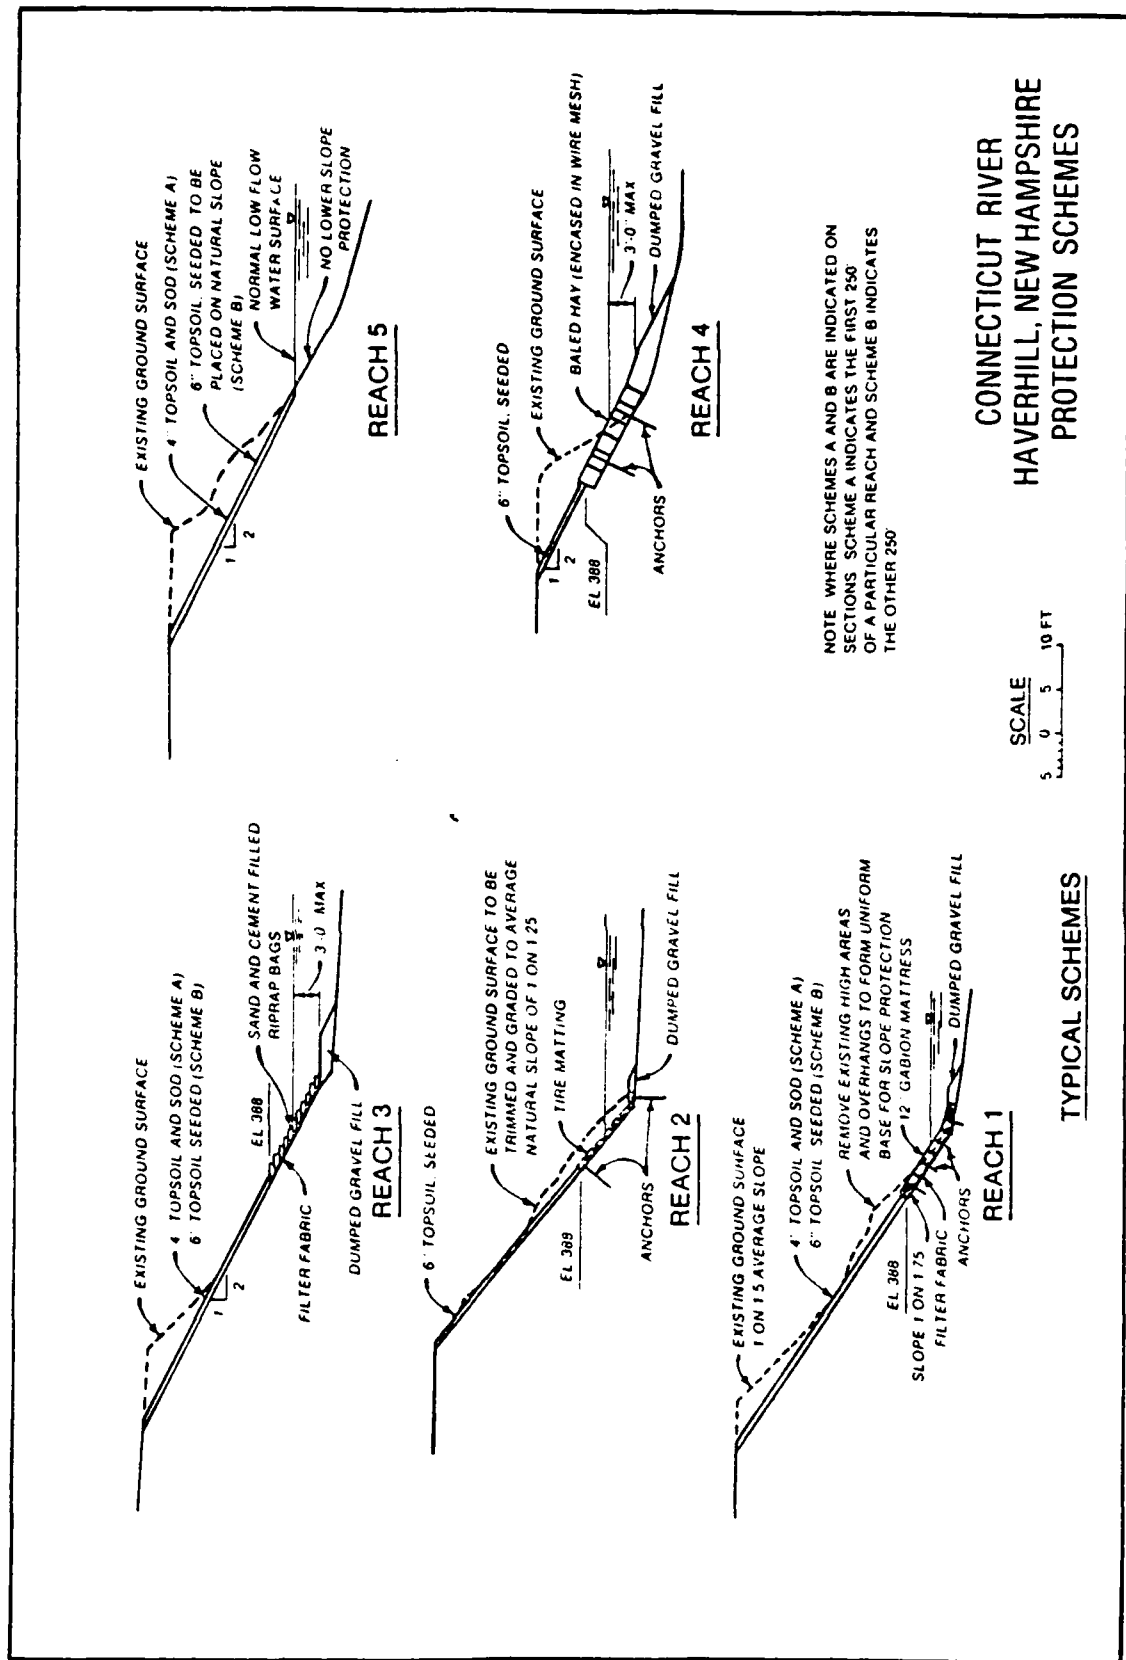 EXISTING GROUND SURFACE
4 TOPSOIL AND SOD (SCHEME A)
6" TOPSOIL SEEDED (SCHEME B)
EL 388
SAND AND CEMENT FILLED
RIPRAP BAGS
3'-0" MAX
1
2
FILTER FABRIC
DUMPED GRAVEL FILL
REACH 3
EXISTING GROUND SURFACE
4" TOPSOIL AND SOD (SCHEME A)
6" TOPSOIL, SEEDED TO BE
PLACED ON NATURAL SLOPE
(SCHEME B)
NORMAL LOW FLOW
WATER SURFACE
1
2
NO LOWER SLOPE
PROTECTION
REACH 5
6" TOPSOIL SEEDED
EXISTING GROUND SURFACE TO BE
TRIMMED AND GRADED TO AVERAGE
NATURAL SLOPE OF 1 ON 1 25
TIRE MATTING
EL 389
ANCHORS
DUMPED GRAVEL FILL
REACH 2
6" TOPSOIL, SEEDED
EXISTING GROUND SURFACE
BALED HAY (ENCASED IN WIRE MESH)
1
2
EL 388
3'-0" MAX
ANCHORS
DUMPED GRAVEL FILL
REACH 4
EXISTING GROUND SURFACE
1 ON 1 5 AVERAGE SLOPE
4" TOPSOIL AND SOD (SCHEME A)
6" TOPSOIL SEEDED (SCHEME B)
REMOVE EXISTING HIGH AREAS
AND OVERHANGS TO FORM UNIFORM
BASE FOR SLOPE PROTECTION
12" GABION MATTRESS
EL 388
SLOPE 1 ON 1 75
FILTER FABRIC
ANCHORS
DUMPED GRAVEL FILL
REACH 1
NOTE WHERE SCHEMES A AND B ARE INDICATED ON
SECTIONS SCHEME A INDICATES THE FIRST 250'
OF A PARTICULAR REACH AND SCHEME B INDICATES
THE OTHER 250'
SCALE
5 0 5 10 FT
TYPICAL SCHEMES
CONNECTICUT RIVER
HAVERHILL, NEW HAMPSHIRE
PROTECTION SCHEMES